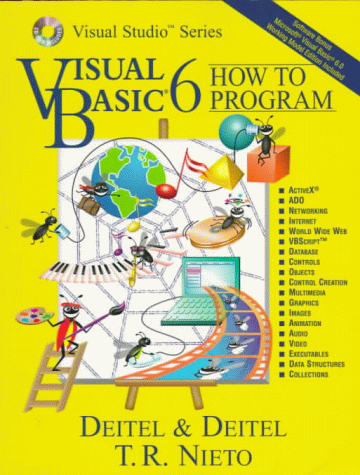 Visual Studio™ Series
Software Bonus
Microsoft® Visual Basic® 6.0
Working Model Edition Included
VISUAL
BASIC® 6
HOW TO
PROGRAM
ACTIVEX®
ADO
NETWORKING
INTERNET
WORLD WIDE WEB
VBSCRIPT™
DATABASE
CONTROLS
OBJECTS
CONTROL CREATION
MULTIMEDIA
GRAPHICS
IMAGES
ANIMATION
AUDIO
VIDEO
EXECUTABLES
DATA STRUCTURES
COLLECTIONS
DEITEL & DEITEL
T.R. NIETO